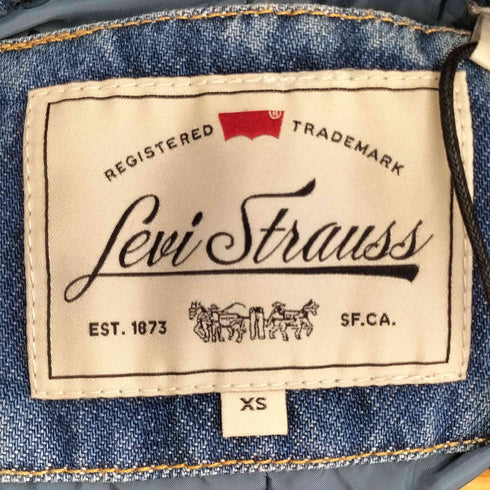 ®
REGISTERED TRADEMARK
Levi Strauss
EST. 1873 SF.CA.
XS